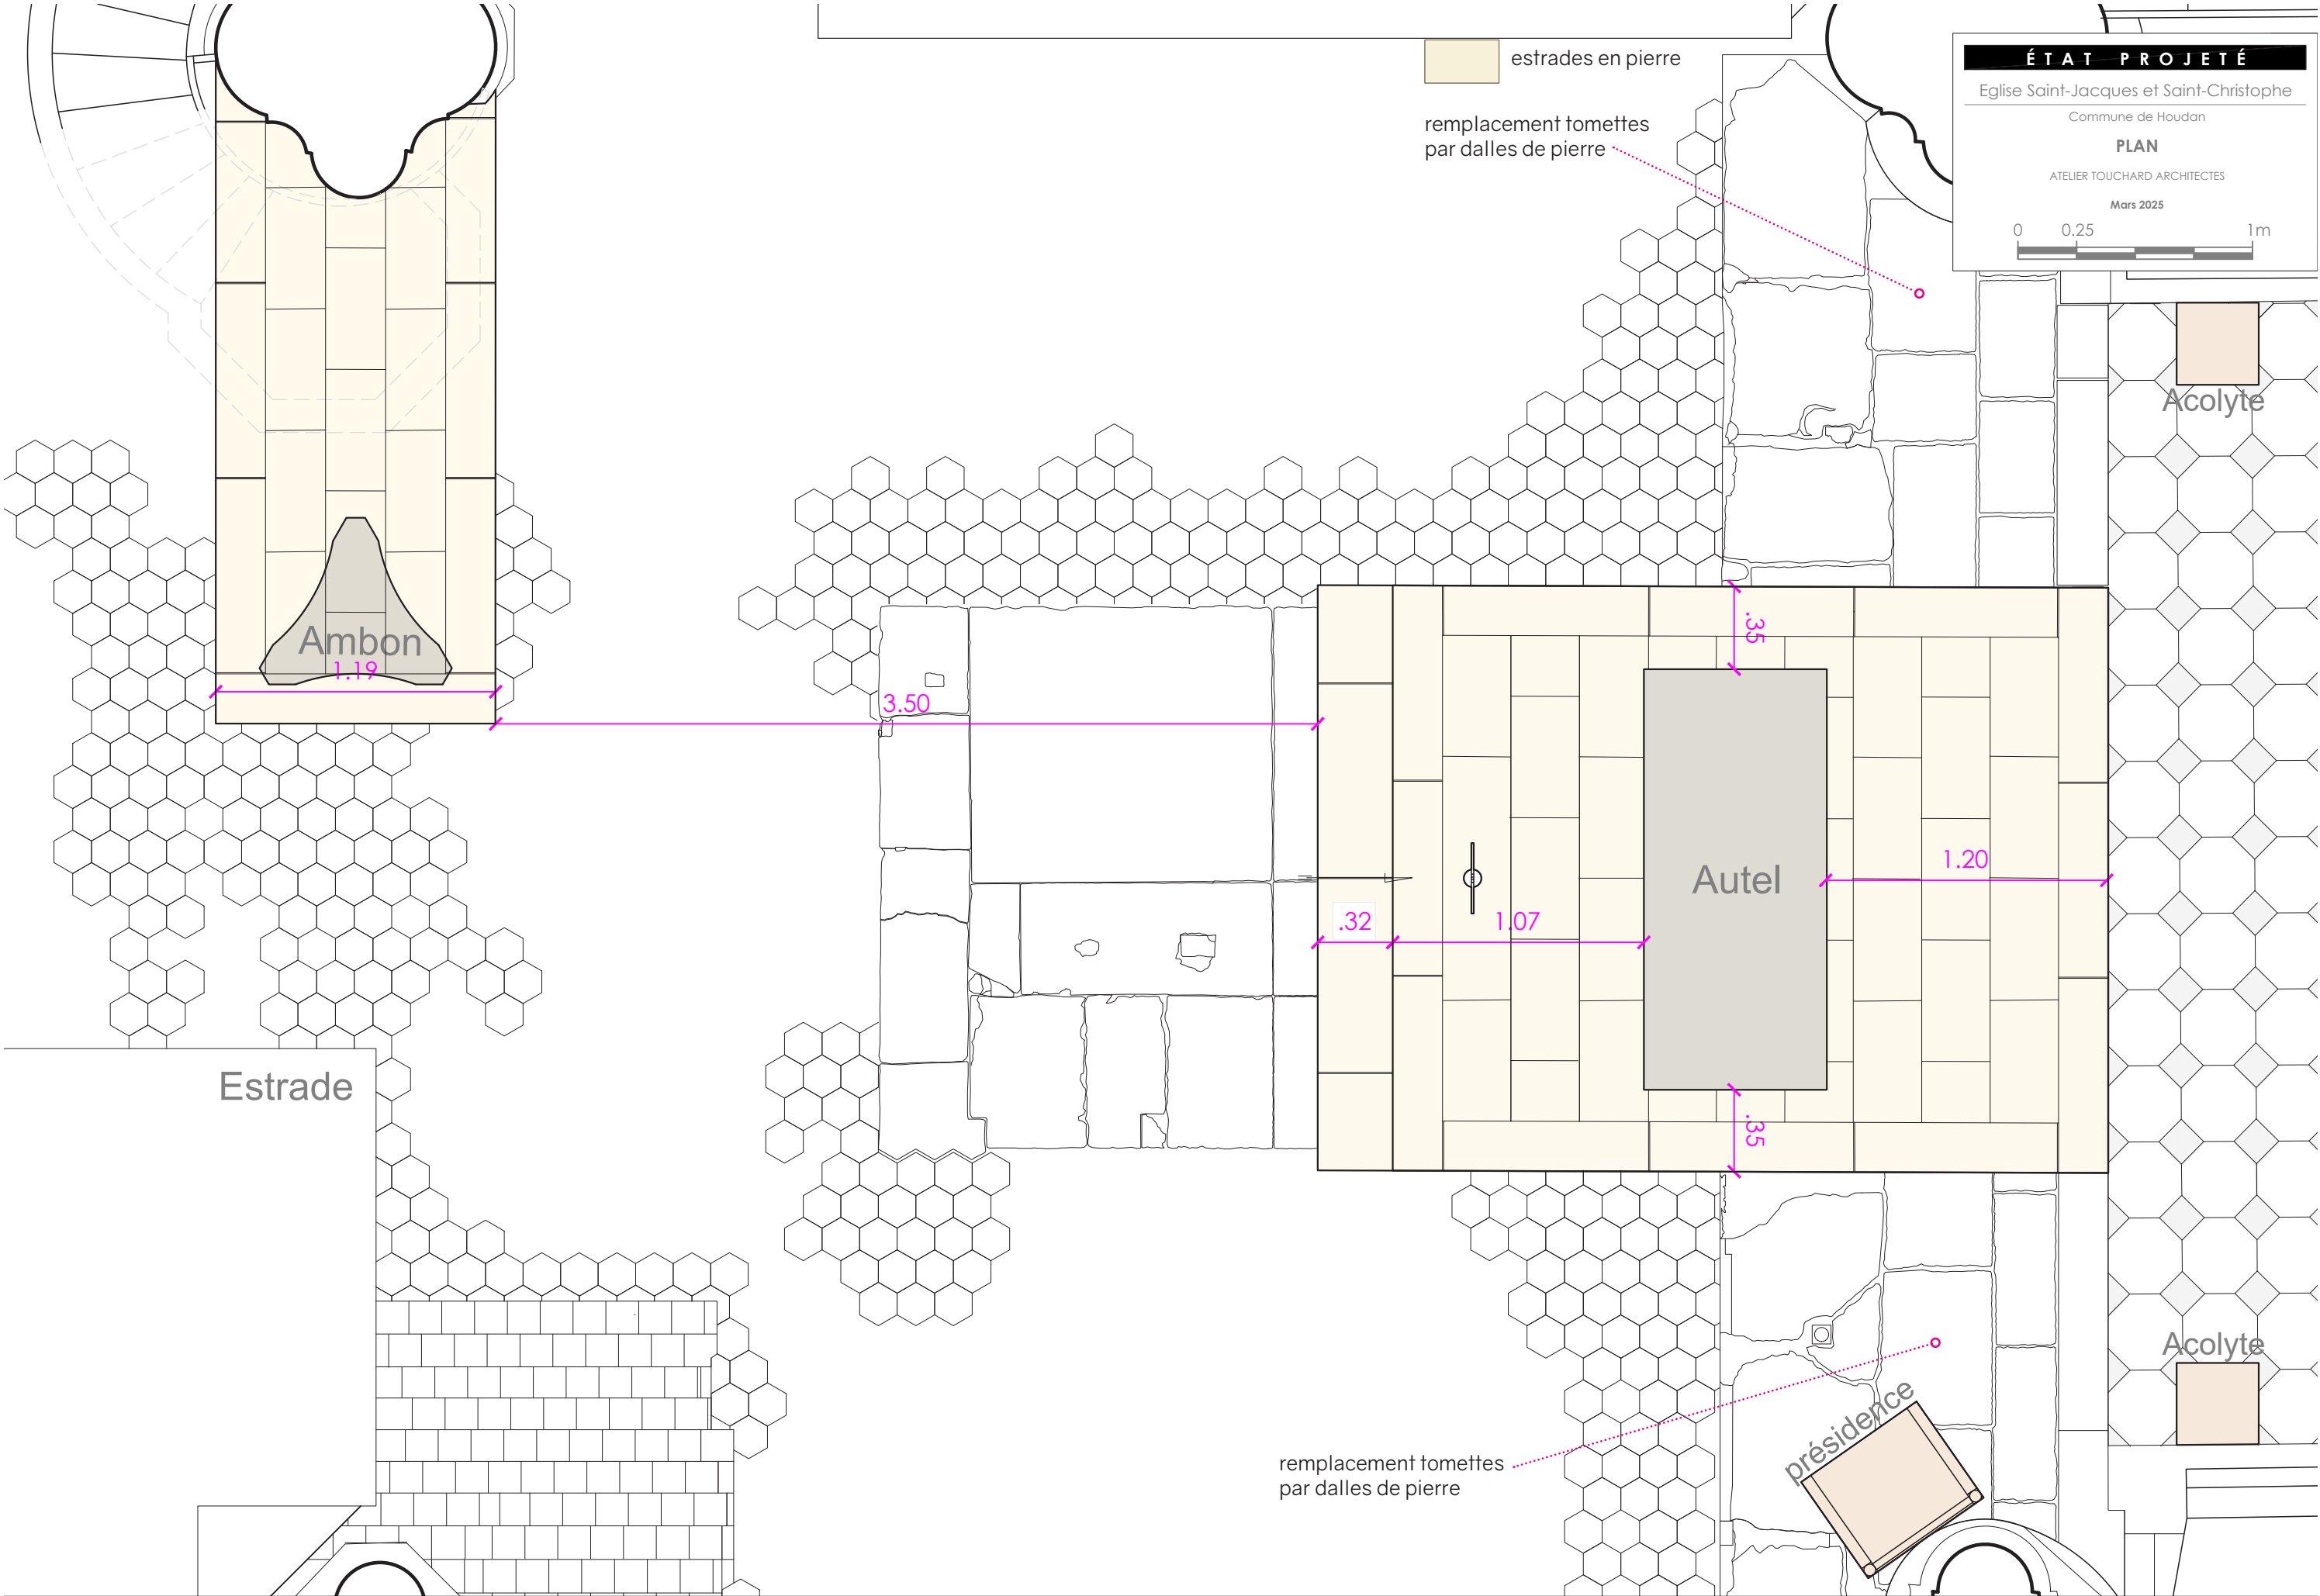 estrades en pierre
remplacement tomettes
par dalles de pierre
ÉTAT PROJETÉ
Eglise Saint-Jacques et Saint-Christophe
Commune de Houdan
PLAN
ATELIER TOUCHARD ARCHITECTES
Mars 2025
0 0.25 1m
Acolyte
Ambon
1.19
3.50
.35
Autel
1.20
.32
1.07
.35
Estrade
Acolyte
présidence
remplacement tomettes
par dalles de pierre